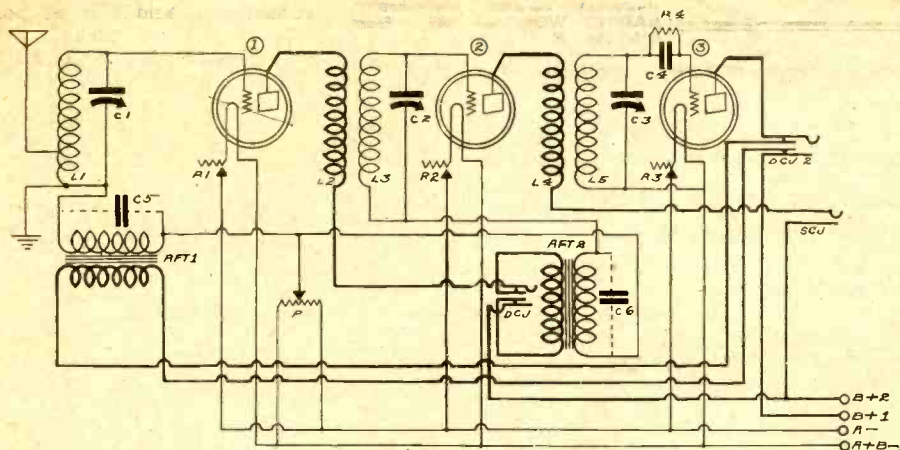 R4
① ② ③
C1 C2 C4 C3
DCJ 2
R1 R2 R3
L1 L2 L3 L4 L5
C5
SCJ
AFT1
AFT2
P
DCJ
C6
B+2
B+1
A-
A+B-